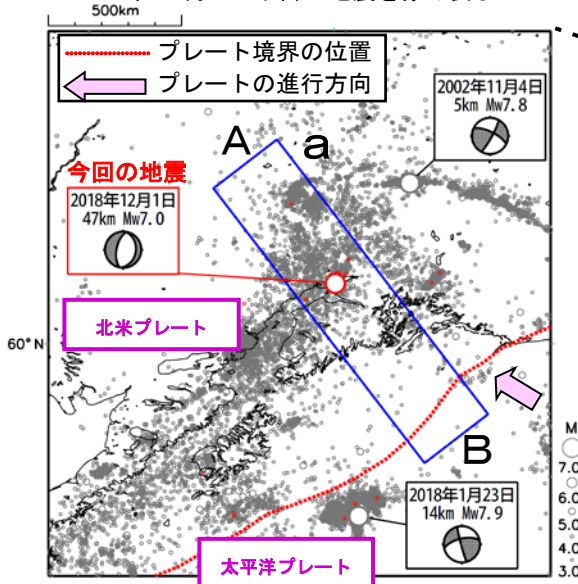 500km
プレート境界の位置
プレートの進行方向
2002年11月4日
5km Mw7.8
A
a
今回の地震
2018年12月1日
47km Mw7.0
北米プレート
60°N
B
M
7.0
6.0
5.0
4.0
3.0
2018年1月23日
14km Mw7.9
太平洋プレート